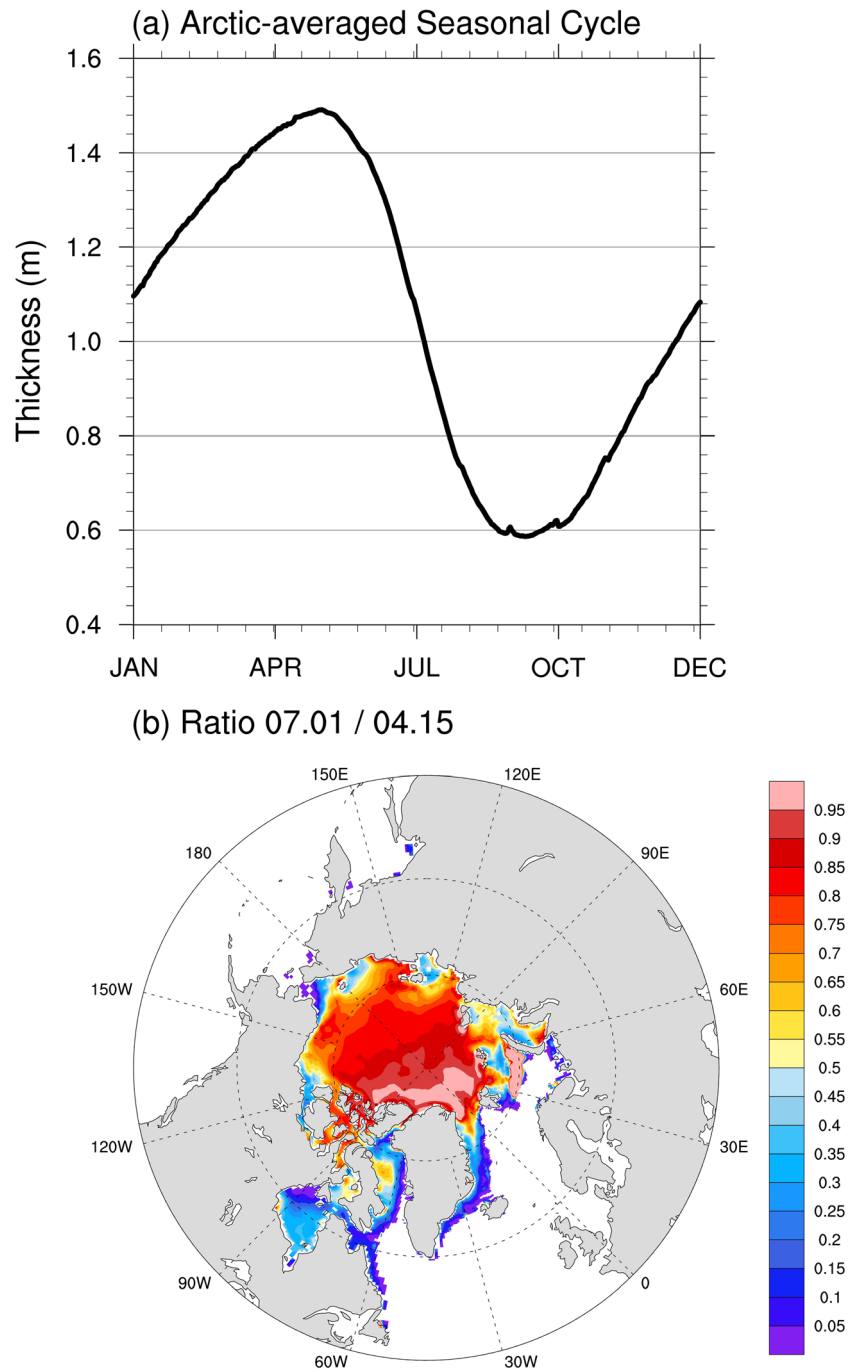 (a) Arctic-averaged Seasonal Cycle
1.6
1.4
1.2
1.0
0.8
0.6
0.4
Thickness (m)
JAN APR JUL OCT DEC
(b) Ratio 07.01 / 04.15
150E 120E
180 90E
150W 60E
120W 30E
90W 0
60W 30W
0.95
0.9
0.85
0.8
0.75
0.7
0.65
0.6
0.55
0.5
0.45
0.4
0.35
0.3
0.25
0.2
0.15
0.1
0.05